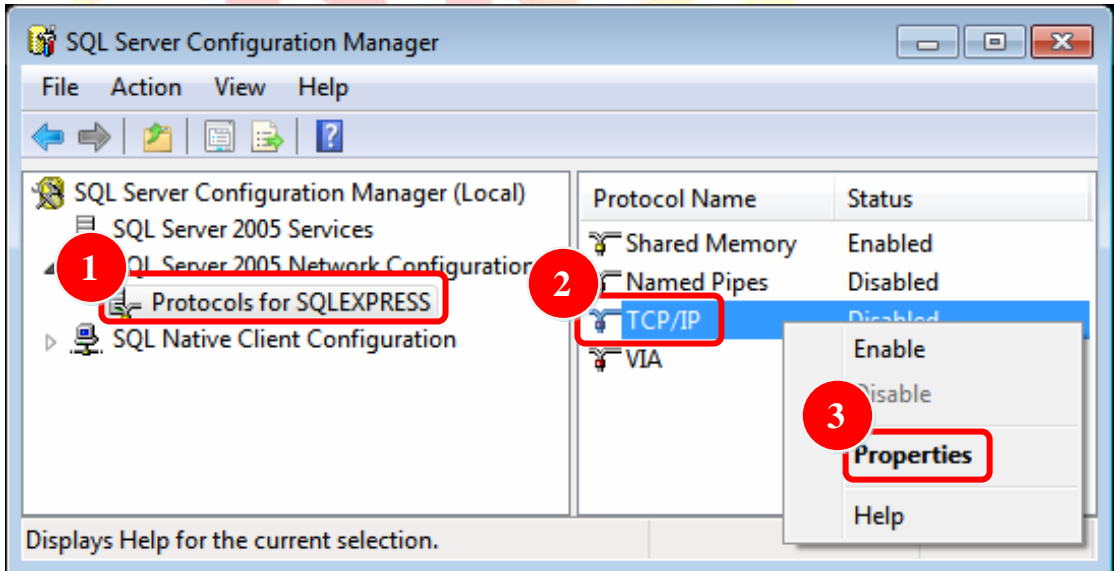 SQL Server Configuration Manager
File Action View Help
SQL Server Configuration Manager (Local)
SQL Server 2005 Services
1
SQL Server 2005 Network Configuration
Protocols for SQLEXPRESS
SQL Native Client Configuration
Protocol Name Status
Shared Memory Enabled
2
Named Pipes Disabled
TCP/IP Disabled
VIA
Enable
Disable
3
Properties
Help
Displays Help for the current selection.